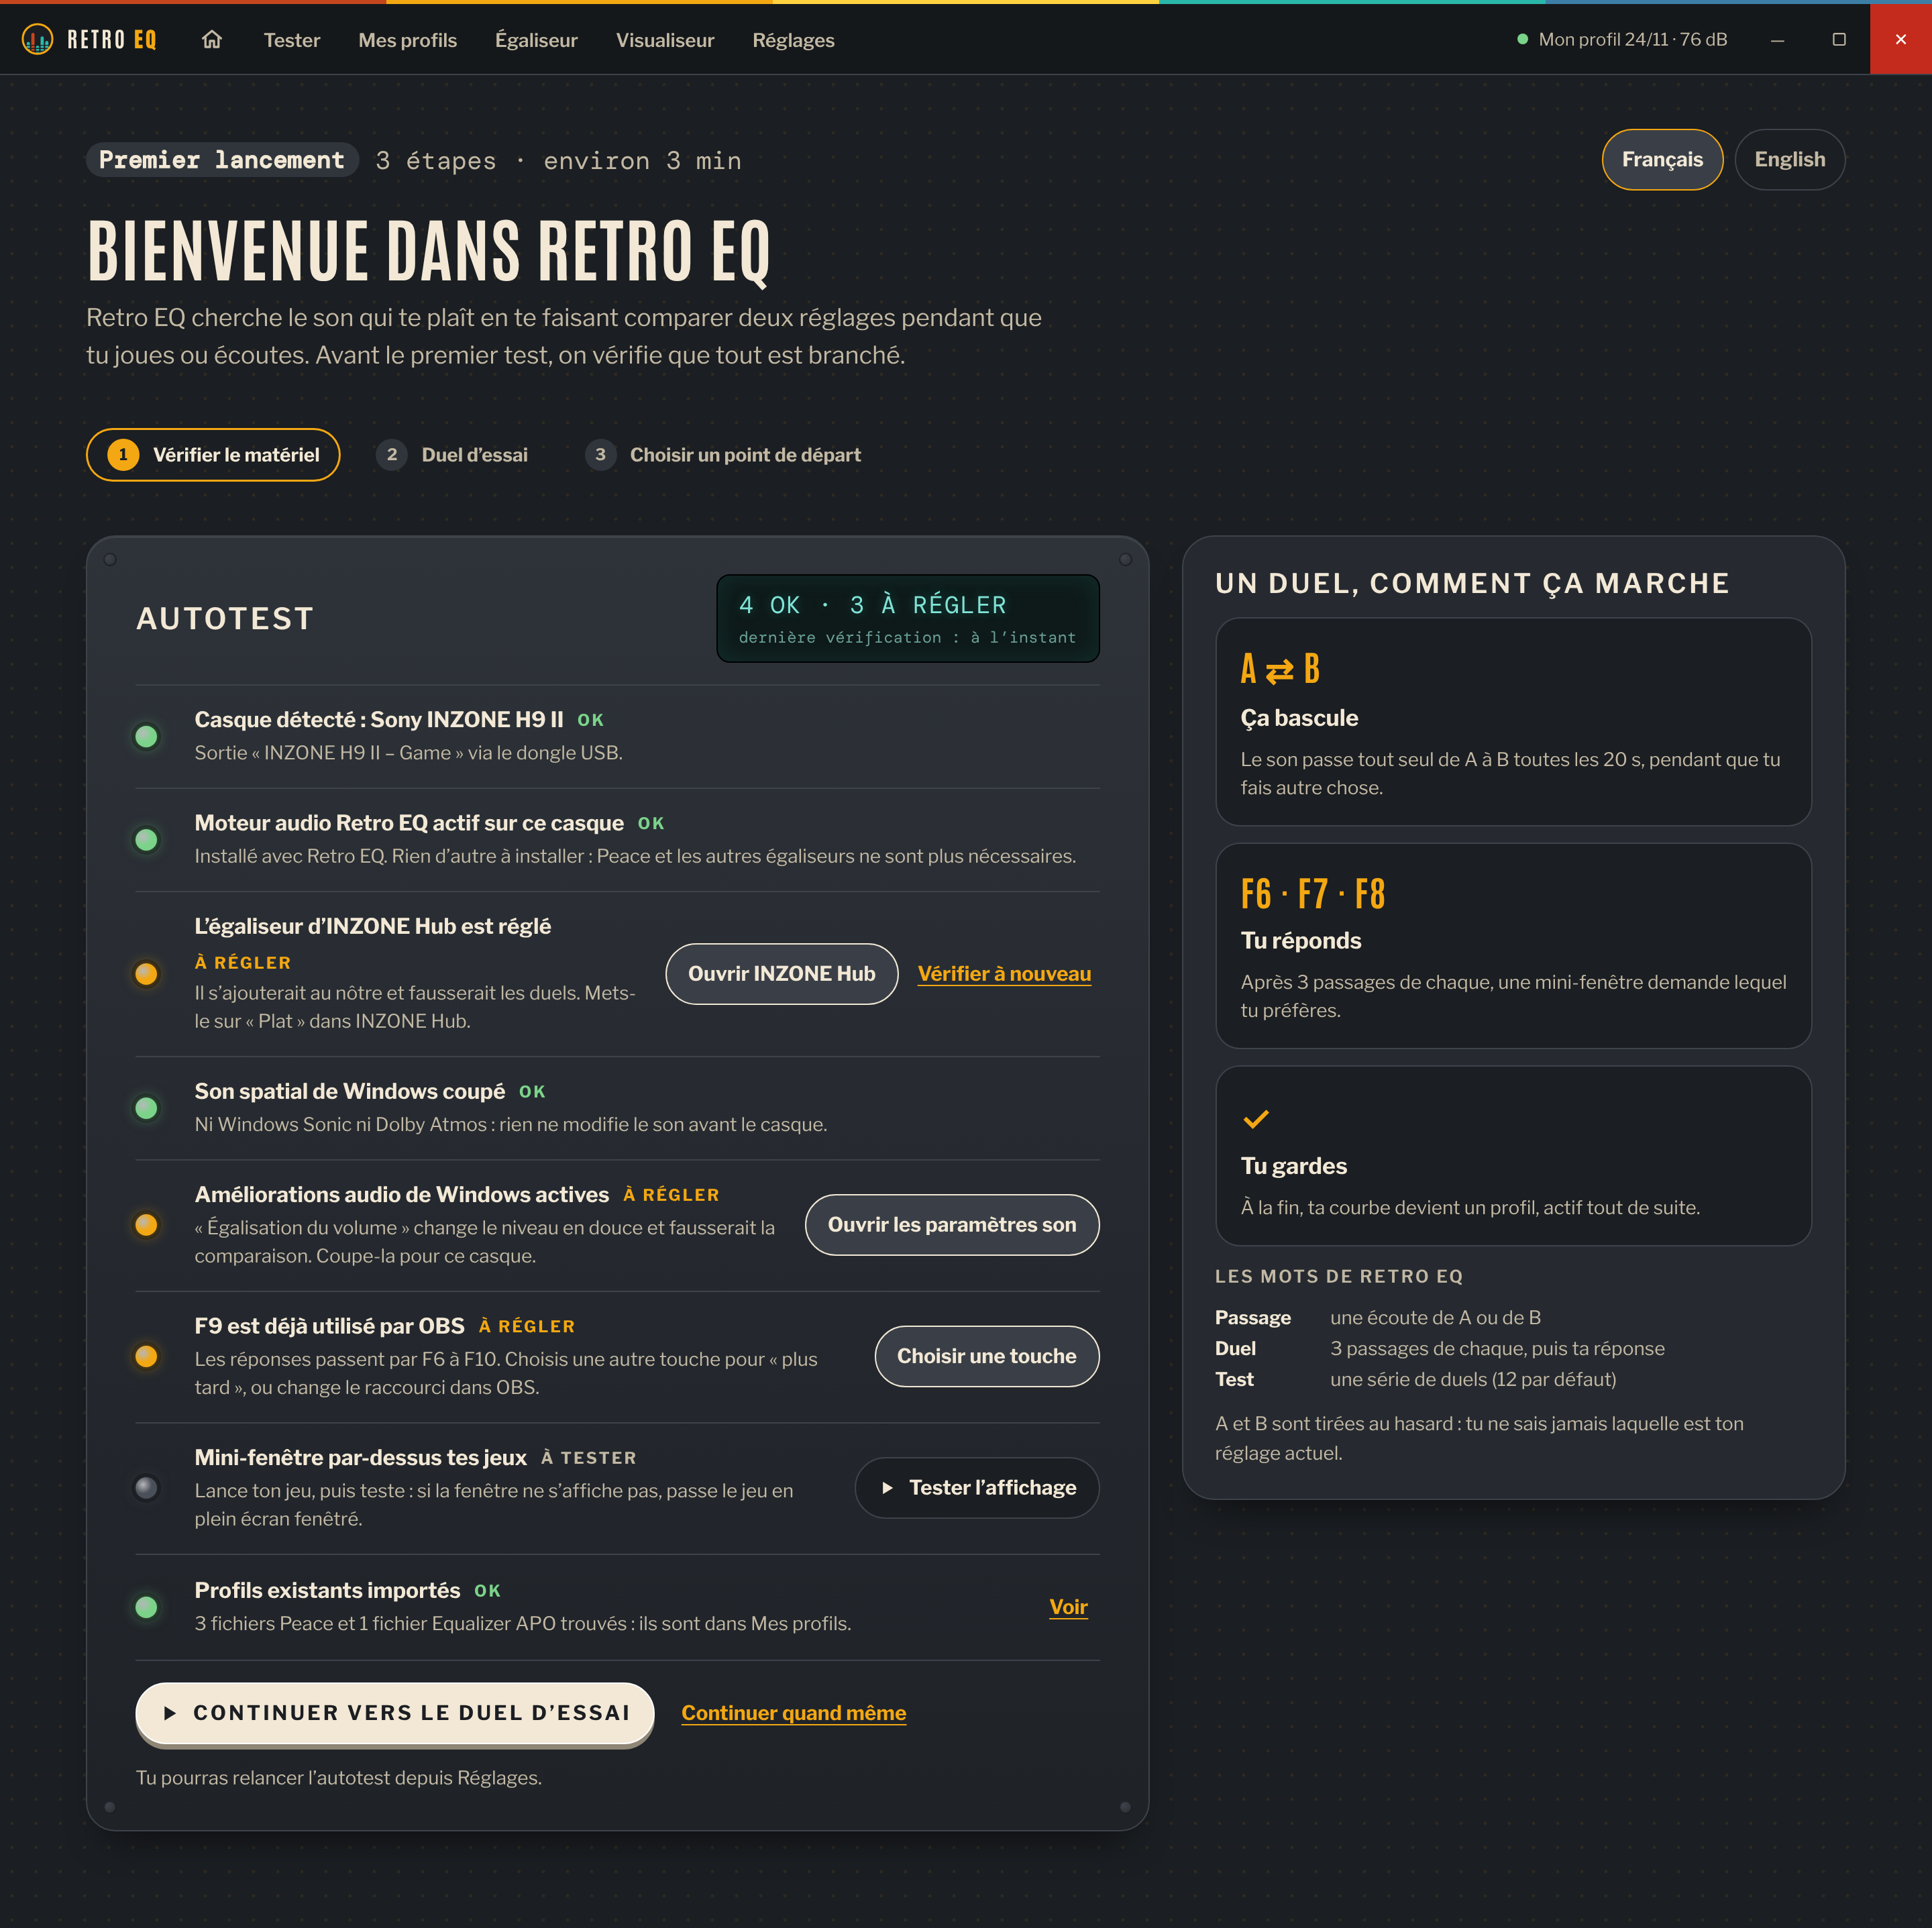 RETRO EQ
Tester
Mes profils
Égaliseur
Visualiseur
Réglages
Mon profil 24/11 · 76 dB
Premier lancement
3 étapes · environ 3 min
Français
English
BIENVENUE DANS RETRO EQ
Retro EQ cherche le son qui te plaît en te faisant comparer deux réglages pendant que
tu joues ou écoutes. Avant le premier test, on vérifie que tout est branché.
1 Vérifier le matériel
2 Duel d’essai
3 Choisir un point de départ
AUTOTEST
4 OK · 3 À RÉGLER
dernière vérification : à l’instant
Casque détecté : Sony INZONE H9 II OK
Sortie « INZONE H9 II – Game » via le dongle USB.
Moteur audio Retro EQ actif sur ce casque OK
Installé avec Retro EQ. Rien d’autre à installer : Peace et les autres égaliseurs ne sont plus nécessaires.
L’égaliseur d’INZONE Hub est réglé
À RÉGLER
Il s’ajouterait au nôtre et fausserait les duels. Mets-
le sur « Plat » dans INZONE Hub.
Ouvrir INZONE Hub
Vérifier à nouveau
Son spatial de Windows coupé OK
Ni Windows Sonic ni Dolby Atmos : rien ne modifie le son avant le casque.
Améliorations audio de Windows actives À RÉGLER
« Égalisation du volume » change le niveau en douce et fausserait la
comparaison. Coupe-la pour ce casque.
Ouvrir les paramètres son
F9 est déjà utilisé par OBS À RÉGLER
Les réponses passent par F6 à F10. Choisis une autre touche pour « plus
tard », ou change le raccourci dans OBS.
Choisir une touche
Mini-fenêtre par-dessus tes jeux À TESTER
Lance ton jeu, puis teste : si la fenêtre ne s’affiche pas, passe le jeu en
plein écran fenêtré.
Tester l’affichage
Profils existants importés OK
3 fichiers Peace et 1 fichier Equalizer APO trouvés : ils sont dans Mes profils.
Voir
CONTINUER VERS LE DUEL D’ESSAI
Continuer quand même
Tu pourras relancer l’autotest depuis Réglages.
UN DUEL, COMMENT ÇA MARCHE
A ⇄ B
Ça bascule
Le son passe tout seul de A à B toutes les 20 s, pendant que tu
fais autre chose.
F6 · F7 · F8
Tu réponds
Après 3 passages de chaque, une mini-fenêtre demande lequel
tu préfères.
Tu gardes
À la fin, ta courbe devient un profil, actif tout de suite.
LES MOTS DE RETRO EQ
Passage une écoute de A ou de B
Duel 3 passages de chaque, puis ta réponse
Test une série de duels (12 par défaut)
A et B sont tirées au hasard : tu ne sais jamais laquelle est ton
réglage actuel.